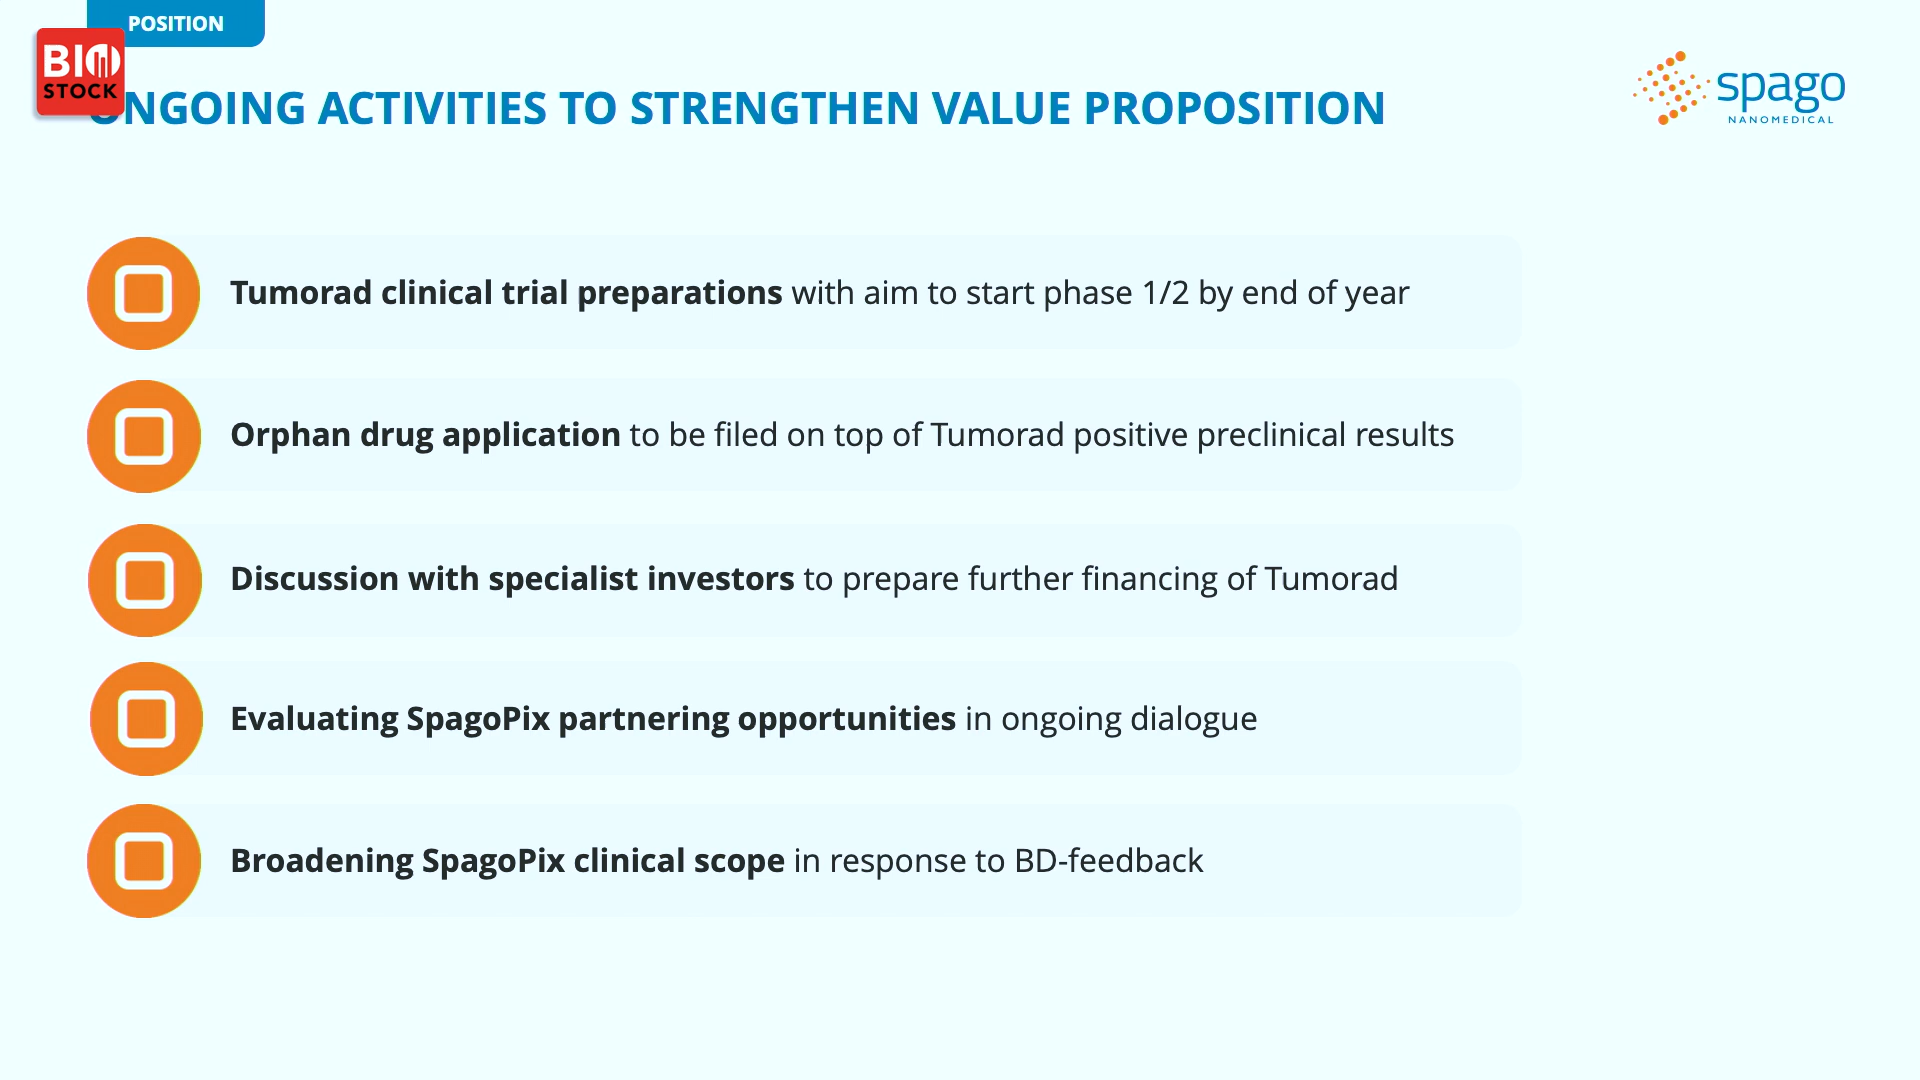 POSITION
BIO
STOCK
ONGOING ACTIVITIES TO STRENGTHEN VALUE PROPOSITION
spago
NANOMEDICAL
Tumorad clinical trial preparations with aim to start phase 1/2 by end of year
Orphan drug application to be filed on top of Tumorad positive preclinical results
Discussion with specialist investors to prepare further financing of Tumorad
Evaluating SpagoPix partnering opportunities in ongoing dialogue
Broadening SpagoPix clinical scope in response to BD-feedback